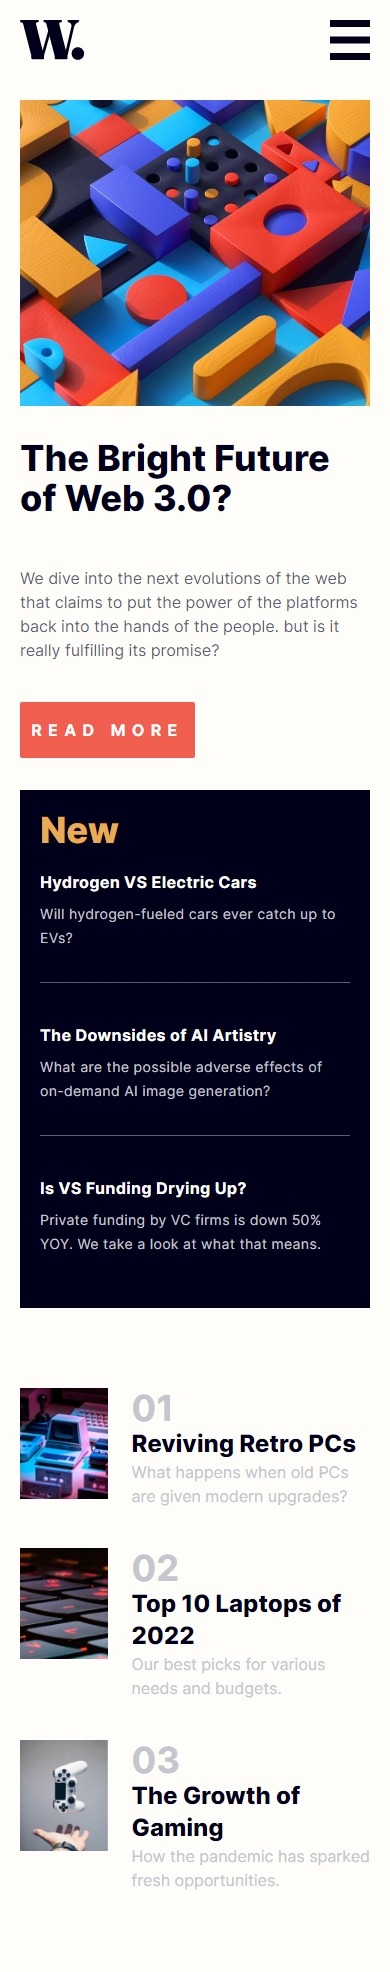 W.
The Bright Future
of Web 3.0?
We dive into the next evolutions of the web
that claims to put the power of the platforms
back into the hands of the people. but is it
really fulfilling its promise?
READ MORE
New
Hydrogen VS Electric Cars
Will hydrogen-fueled cars ever catch up to
EVs?
The Downsides of AI Artistry
What are the possible adverse effects of
on-demand AI image generation?
Is VS Funding Drying Up?
Private funding by VC firms is down 50%
YOY. We take a look at what that means.
01
Reviving Retro PCs
What happens when old PCs
are given modern upgrades?
02
Top 10 Laptops of
2022
Our best picks for various
needs and budgets.
03
The Growth of
Gaming
How the pandemic has sparked
fresh opportunities.